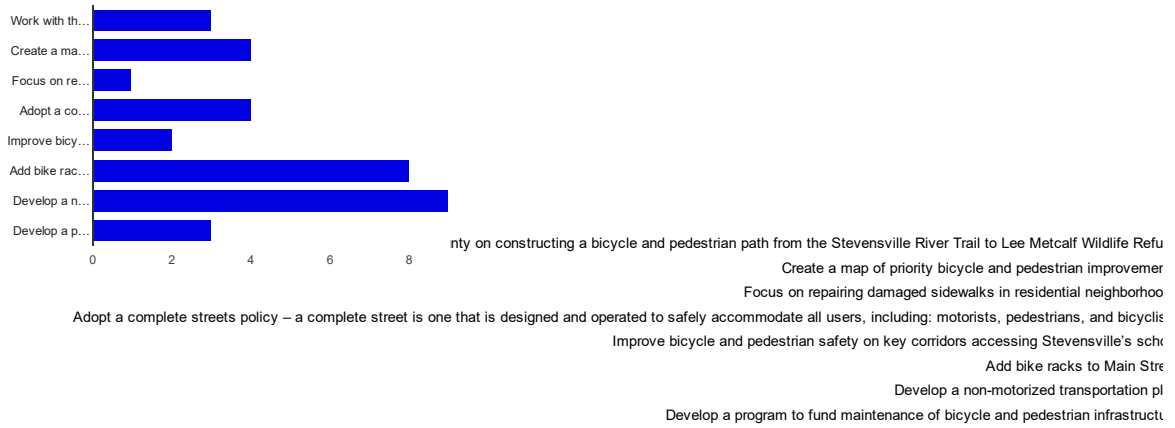 Work with th…
Create a ma…
Focus on re…
Adopt a co…
Improve bicy…
Add bike rac…
Develop a n…
Develop a p…
0 2 4 6 8
nty on constructing a bicycle and pedestrian path from the Stevensville River Trail to Lee Metcalf Wildlife Refu
Create a map of priority bicycle and pedestrian improvemen
Focus on repairing damaged sidewalks in residential neighborhoo
Adopt a complete streets policy – a complete street is one that is designed and operated to safely accommodate all users, including: motorists, pedestrians, and bicyclis
Improve bicycle and pedestrian safety on key corridors accessing Stevensville’s scho
Add bike racks to Main Stre
Develop a non-motorized transportation pl
Develop a program to fund maintenance of bicycle and pedestrian infrastructu